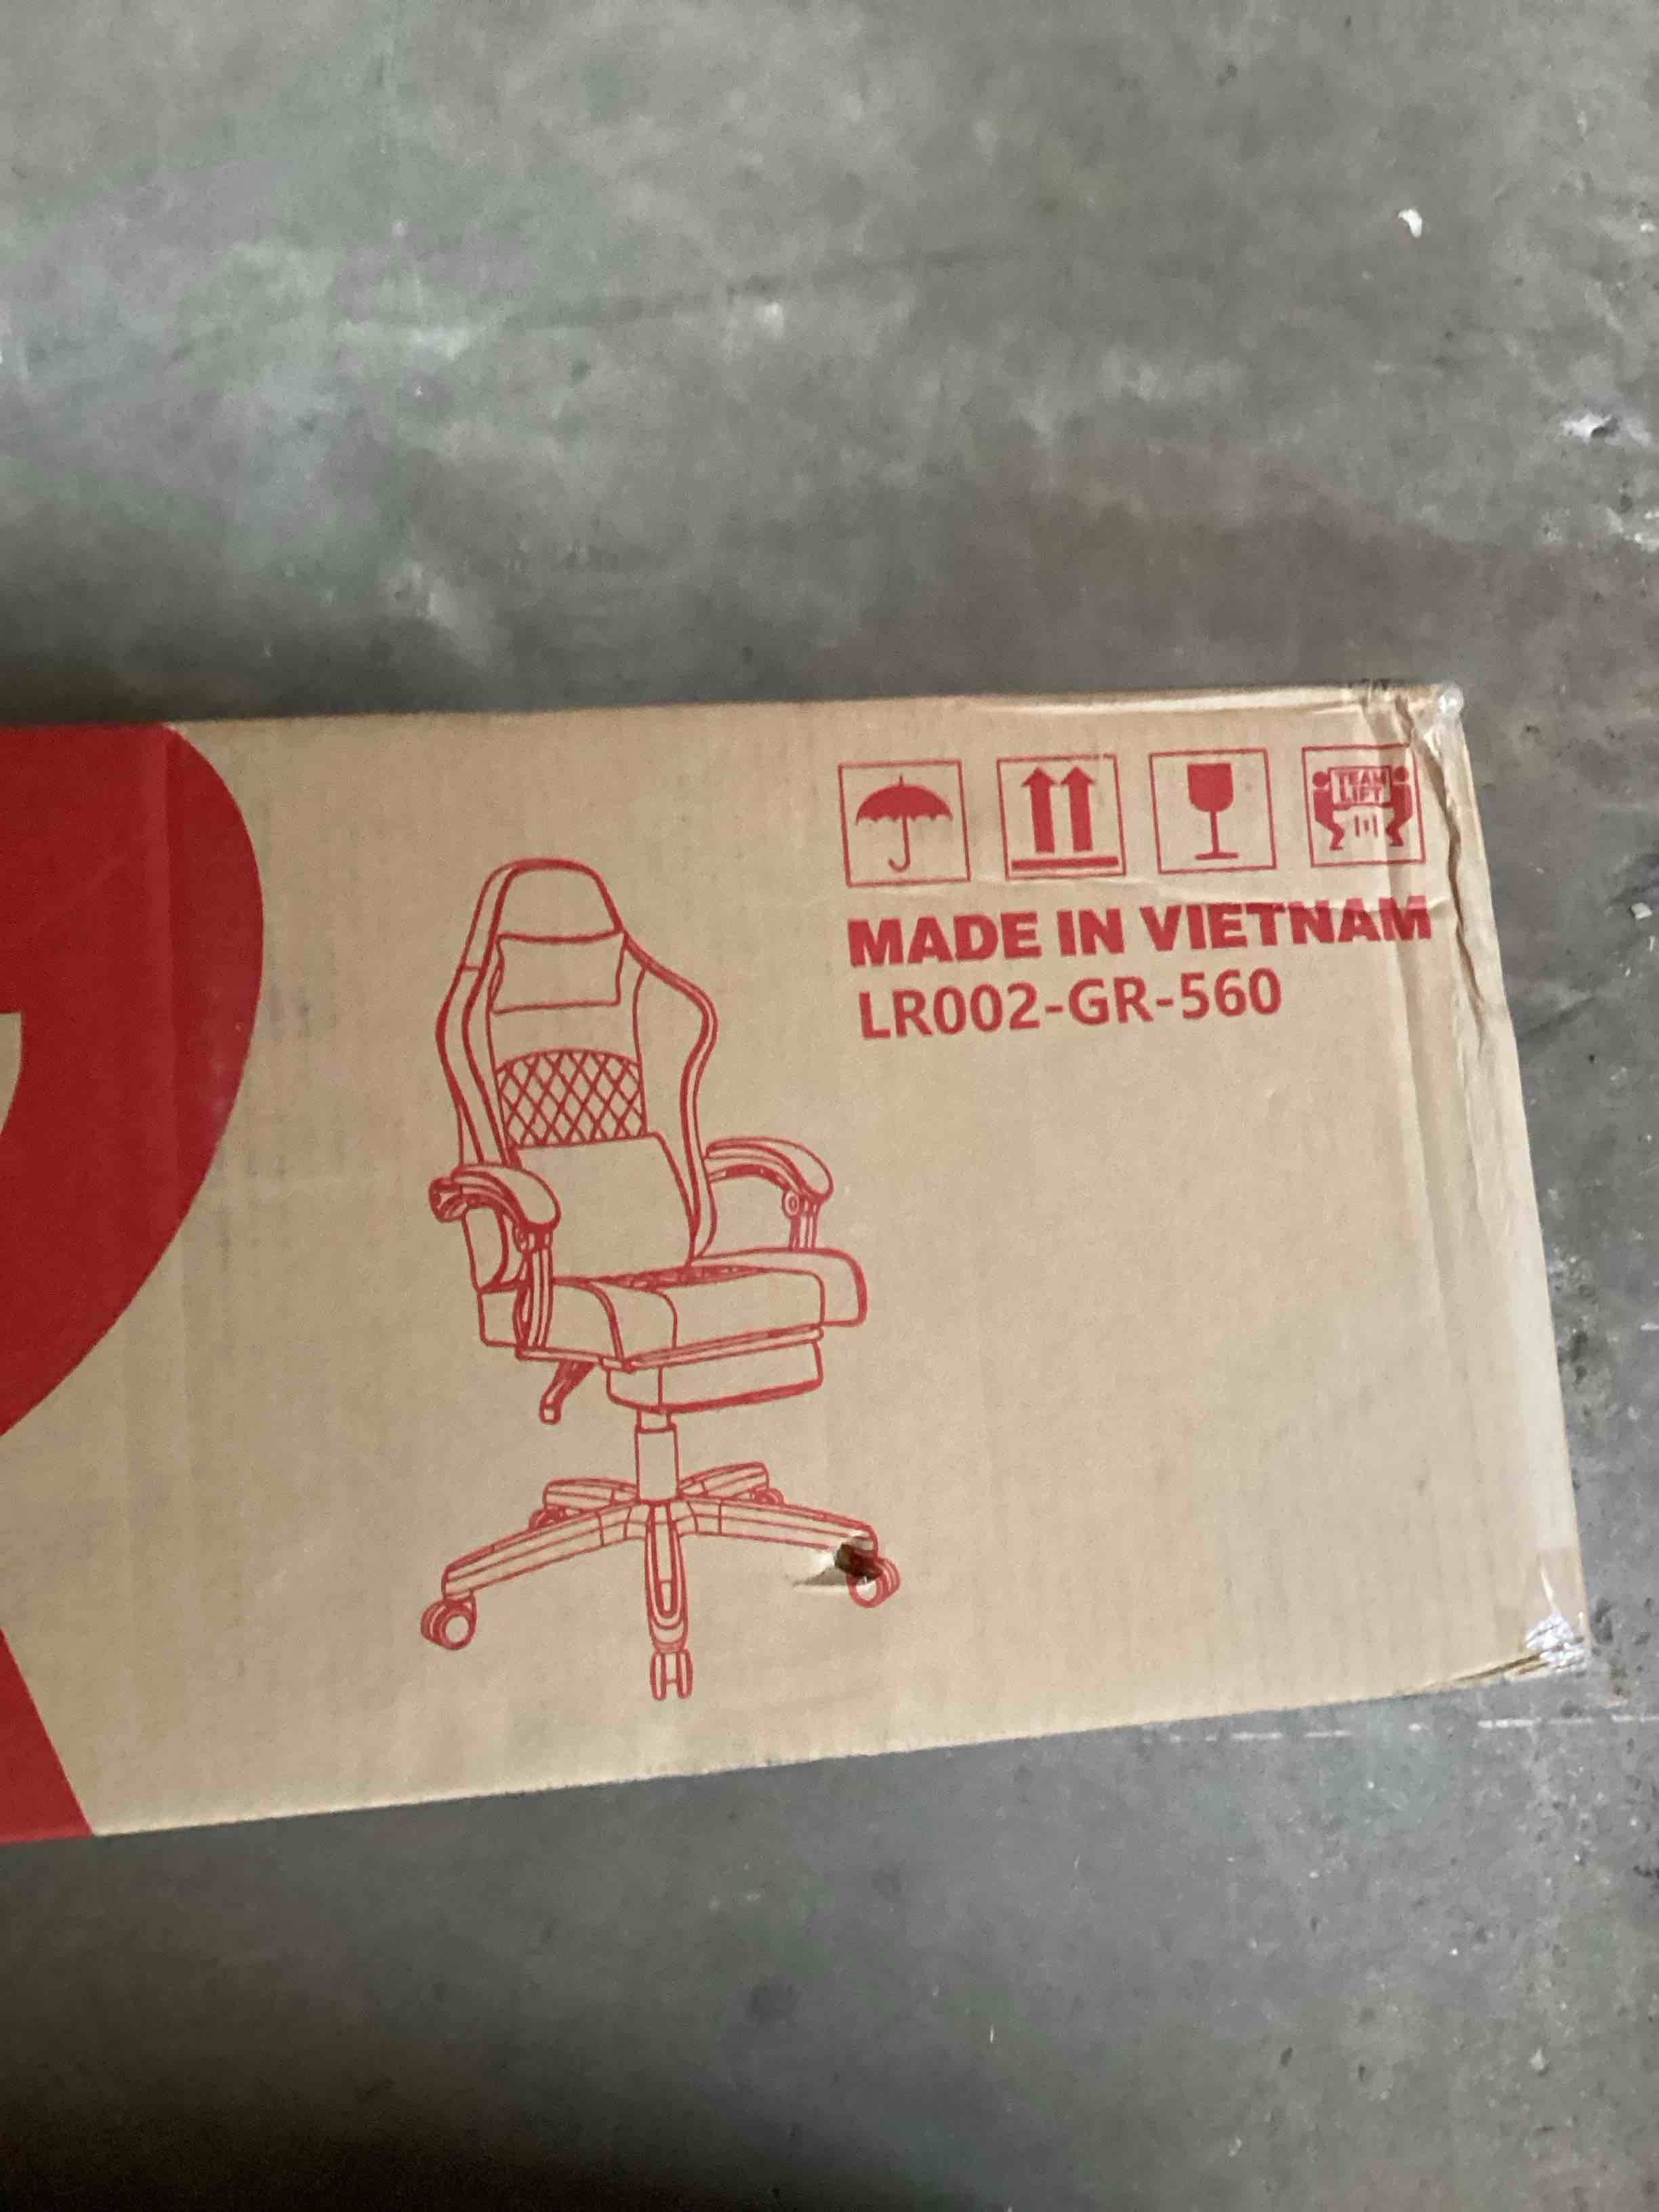 TEAM
LIFT
MADE IN VIETNAM
LR002-GR-560